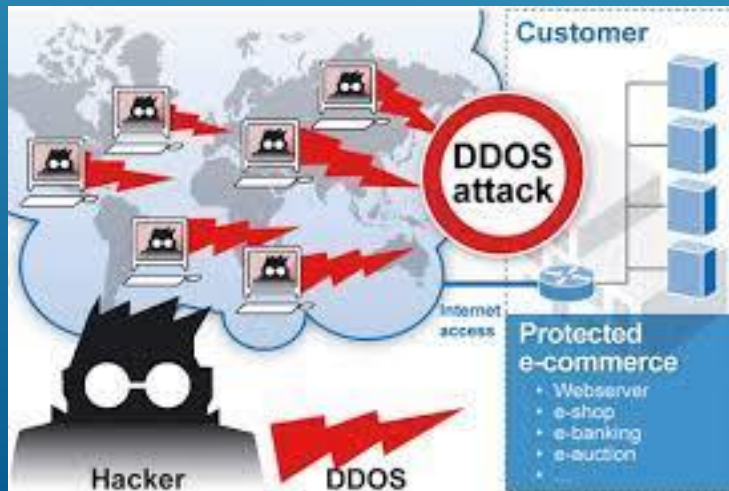 Customer
DDOS
attack
Internet
access
Protected
e-commerce
• Webserver
• e-shop
• e-banking
• e-auction
• ...
Hacker
DDOS